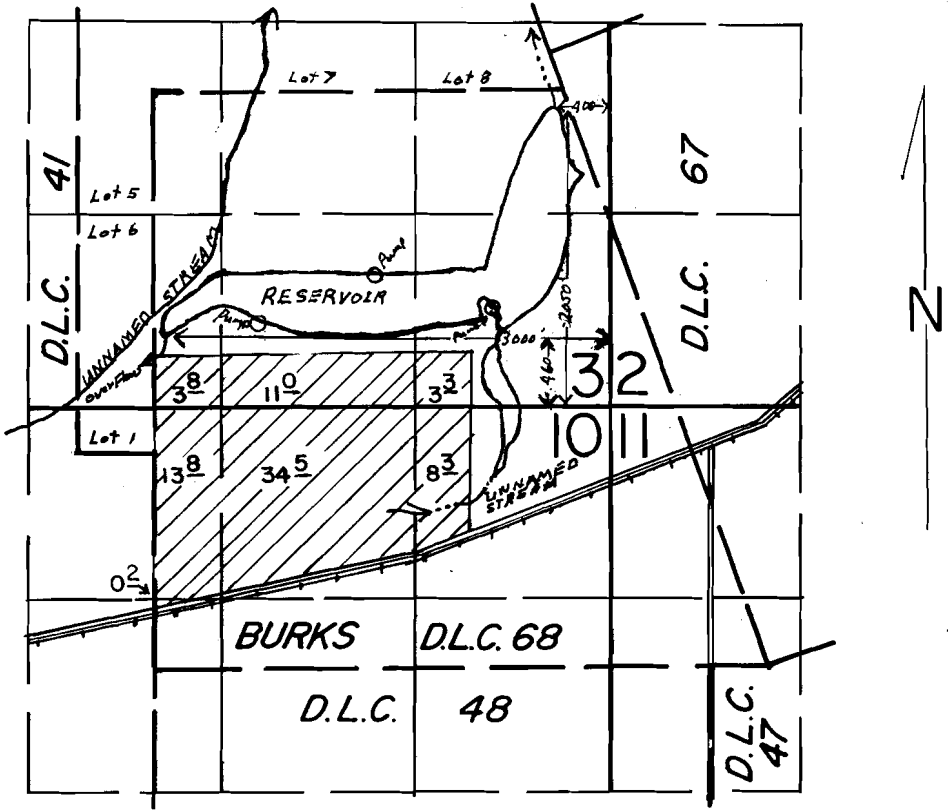 Lot 7
Lot 8
400
41
67
Lot 5
Lot 6
UNNAMED STREAM
Pump
RESERVOIR
Pump
Pump
2050
3000
460
D.L.C.
D.L.C.
overflow
3 8
11 0
3 3
3 2
10 11
Lot 1
13 8
34 5
8 3
UNNAMED
STREAM
0 2
BURKS D.L.C. 68
D.L.C. 48
D.L.C.
47
N